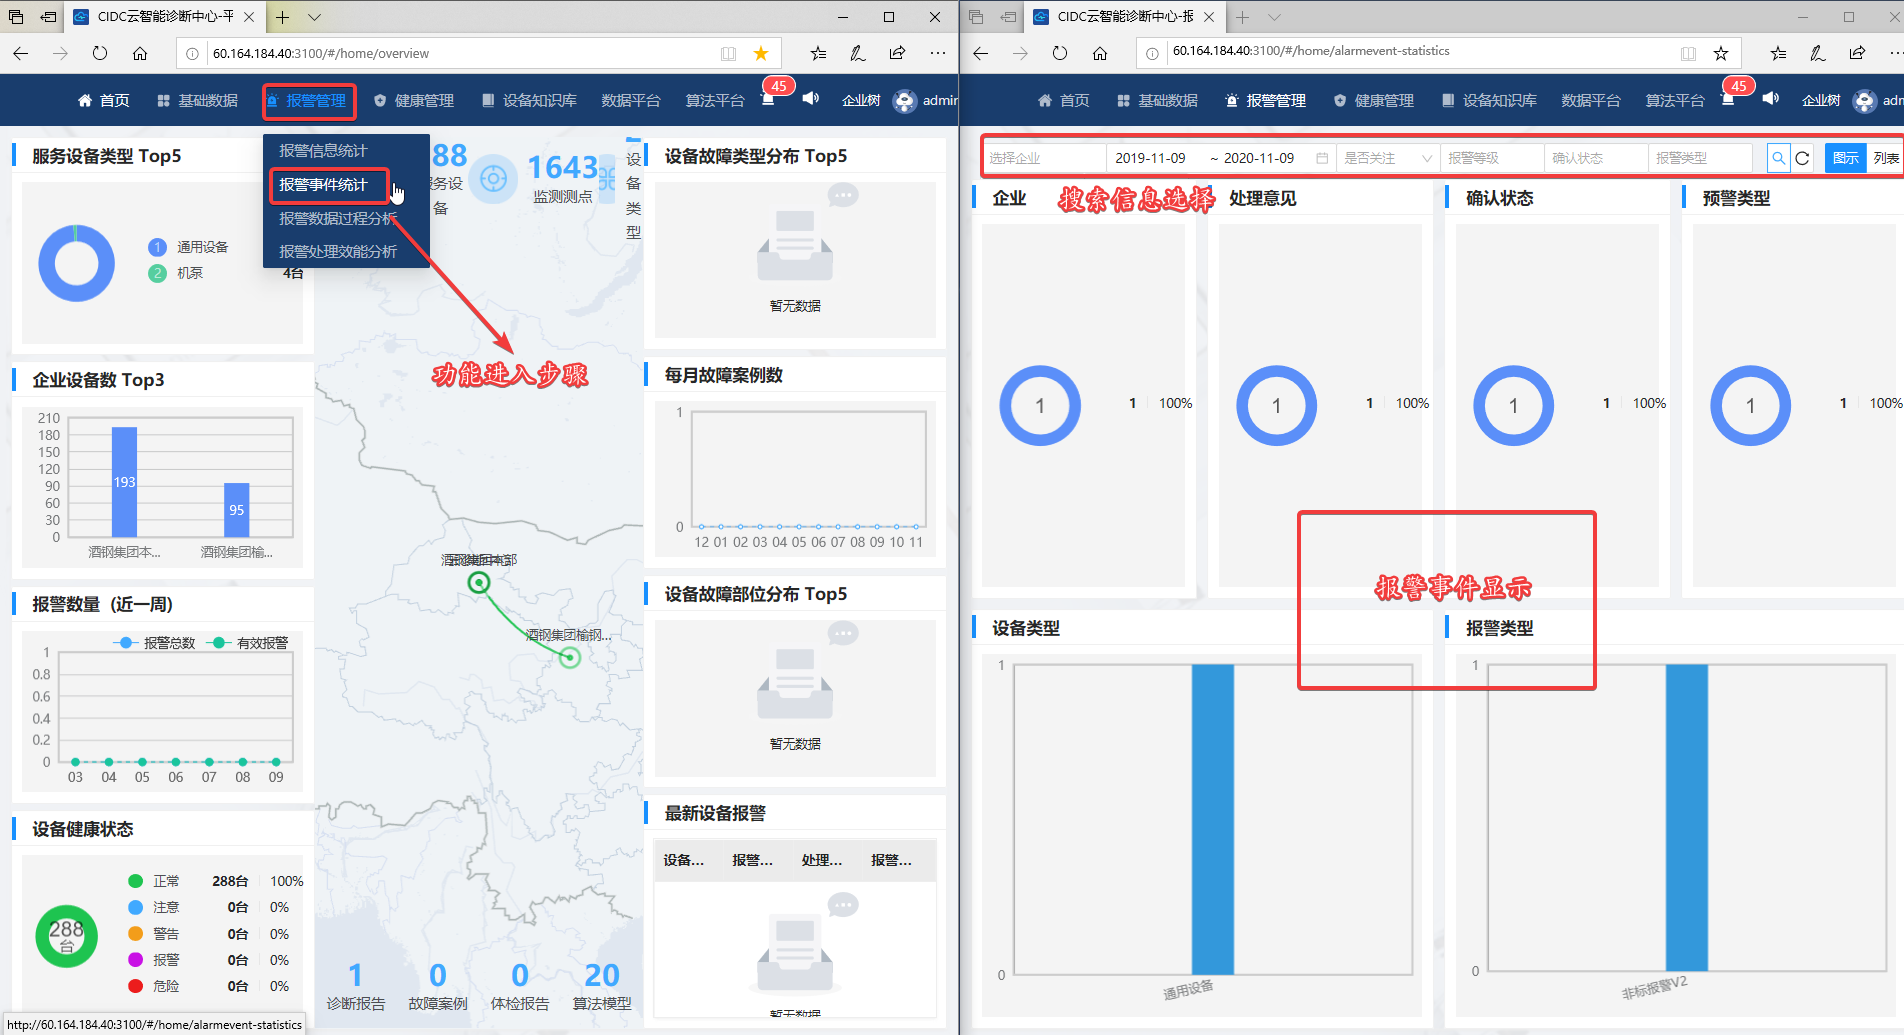 CIDC云智能诊断中心-平
60.164.184.40:3100/#/home/overview
首页
基础数据
报警管理
健康管理
设备知识库
数据平台
算法平台
45
企业树
admin
报警信息统计
报警事件统计
报警数据过程分析
报警处理效能分析
服务设备类型 Top5
1 通用设备
2 机泵
4台
88
服务设
备
1643
监测测点
设
备
类
型
功能进入步骤
企业设备数 Top3
210
180
150
120
90
60
30
0
193
95
酒钢集团本...
酒钢集团榆...
报警数量（近一周）
报警总数
有效报警
1
0.8
0.6
0.4
0.2
0
03 04 05 06 07 08 09
设备健康状态
288
台
正常 288台 100%
注意 0台 0%
警告 0台 0%
报警 0台 0%
危险 0台 0%
酒钢集团榆钢...
1
诊断报告
0
故障案例
0
体检报告
20
算法模型
设备故障类型分布 Top5
暂无数据
每月故障案例数
1
0
12 01 02 03 04 05 06 07 08 09 10 11
设备故障部位分布 Top5
暂无数据
最新设备报警
设备... 报警... 处理... 报警...
暂无数据
http://60.164.184.40:3100/#/home/alarmevent-statistics
CIDC云智能诊断中心-报
60.164.184.40:3100/#/home/alarmevent-statistics
首页
基础数据
报警管理
健康管理
设备知识库
数据平台
算法平台
45
企业树
adm
选择企业
2019-11-09 ~ 2020-11-09
是否关注
报警等级
确认状态
报警类型
图示
列表
搜索信息选择
企业
1
1 100%
处理意见
1
1 100%
确认状态
1
1 100%
预警类型
1
1 100%
报警事件显示
设备类型
1
0
通用设备
报警类型
1
0
非标报警V2